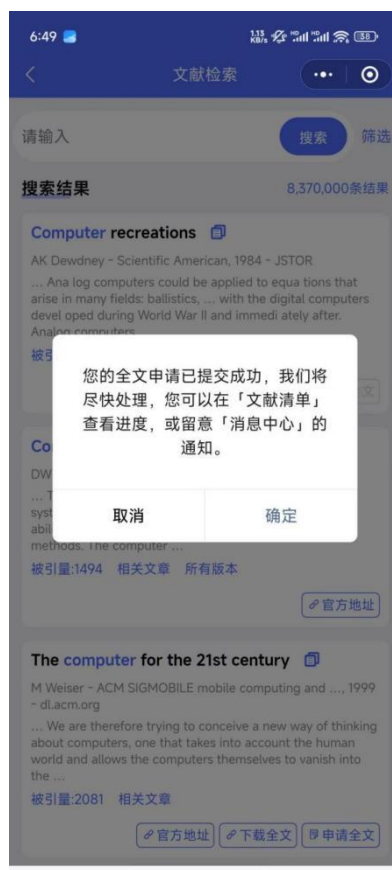 6:49
1.13 KB/s HD HD 38
文献检索
请输入
搜索
筛选
搜索结果
8,370,000条结果
Computer recreations
AK Dewdney - Scientific American, 1984 - JSTOR
... Ana log computers could be applied to equa tions that
arise in many fields: ballistics, ... with the digital computers
devel oped during World War II and immedi ately after.
Analog computers
被引
您的全文申请已提交成功，我们将
尽快处理，您可以在「文献清单」
查看进度，或留意「消息中心」的
通知。
取消
确定
Co
DW
... T
syst
abil
methods. The computer ...
被引量:1494 相关文章 所有版本
官方地址
The computer for the 21st century
M Weiser - ACM SIGMOBILE mobile computing and ..., 1999
- dl.acm.org
... We are therefore trying to conceive a new way of thinking
about computers, one that takes into account the human
world and allows the computers themselves to vanish into
the ...
被引量:2081 相关文章
官方地址 下载全文 申请全文